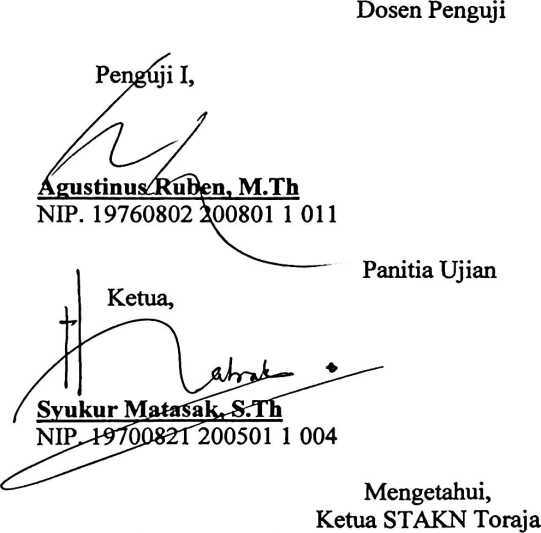 Dosen Penguji
Penguji I,
Agustinus Ruben, M.Th
NIP. 19760802 200801 1 011
Panitia Ujian
Ketua,
Syukur Matasak, S.Th
NIP. 19700821 200501 1 004
Mengetahui,
Ketua STAKN Toraja